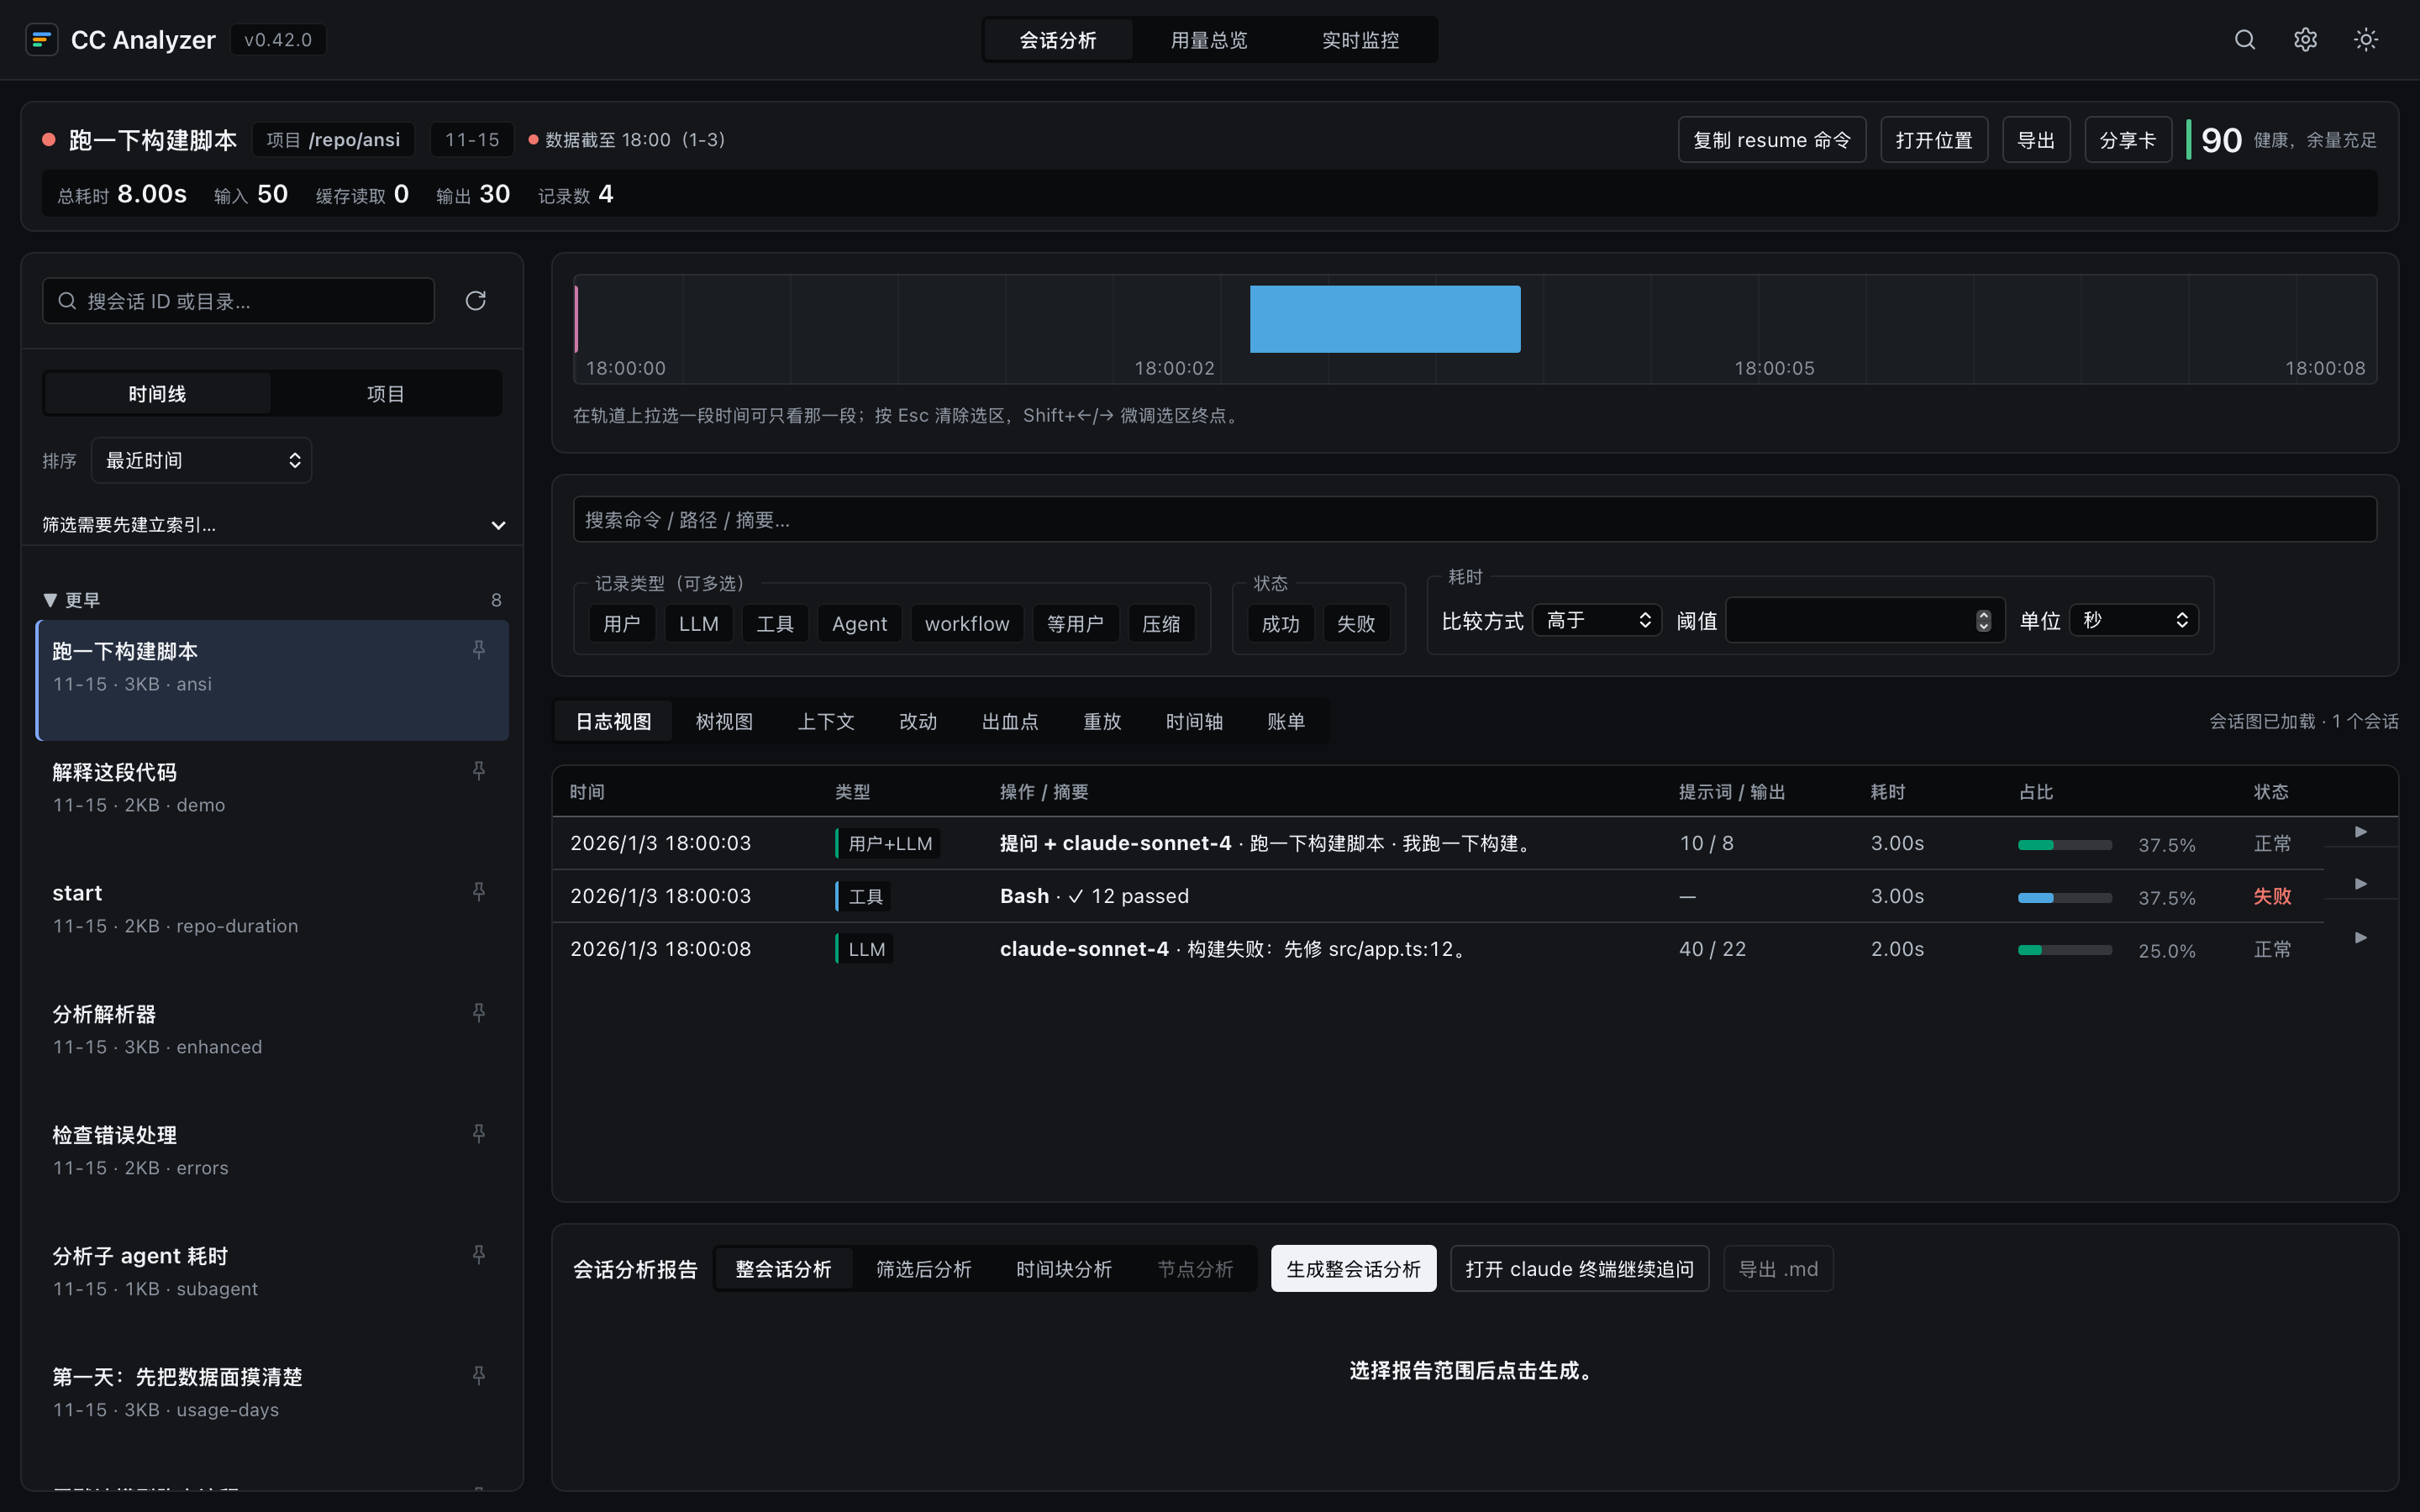 CC Analyzer v0.42.0 会话分析 用量总览 实时监控
跑一下构建脚本 项目 /repo/ansi 11-15 数据截至 18:00（1-3） 复制 resume 命令 打开位置 导出 分享卡 90 健康，余量充足
总耗时 8.00s 输入 50 缓存读取 0 输出 30 记录数 4
搜会话 ID 或目录...
时间线 项目
排序 最近时间
筛选需要先建立索引...
▼ 更早 8
跑一下构建脚本
11-15 · 3KB · ansi
解释这段代码
11-15 · 2KB · demo
start
11-15 · 2KB · repo-duration
分析解析器
11-15 · 3KB · enhanced
检查错误处理
11-15 · 2KB · errors
分析子 agent 耗时
11-15 · 1KB · subagent
第一天：先把数据面摸清楚
11-15 · 3KB · usage-days
18:00:00 18:00:02 18:00:05 18:00:08
在轨道上拉选一段时间可只看那一段；按 Esc 清除选区，Shift+←/→ 微调选区终点。
搜索命令 / 路径 / 摘要...
记录类型（可多选） 状态 耗时
用户 LLM 工具 Agent workflow 等用户 压缩 成功 失败 比较方式 高于 阈值 单位 秒
日志视图 树视图 上下文 改动 出血点 重放 时间轴 账单 会话图已加载 · 1 个会话
时间 类型 操作 / 摘要 提示词 / 输出 耗时 占比 状态
2026/1/3 18:00:03 用户+LLM 提问 + claude-sonnet-4 · 跑一下构建脚本 · 我跑一下构建。 10 / 8 3.00s 37.5% 正常 ▶
2026/1/3 18:00:03 工具 Bash · ✓ 12 passed — 3.00s 37.5% 失败 ▶
2026/1/3 18:00:08 LLM claude-sonnet-4 · 构建失败：先修 src/app.ts:12。 40 / 22 2.00s 25.0% 正常 ▶
会话分析报告 整会话分析 筛选后分析 时间块分析 节点分析 生成整会话分析 打开 claude 终端继续追问 导出 .md
选择报告范围后点击生成。